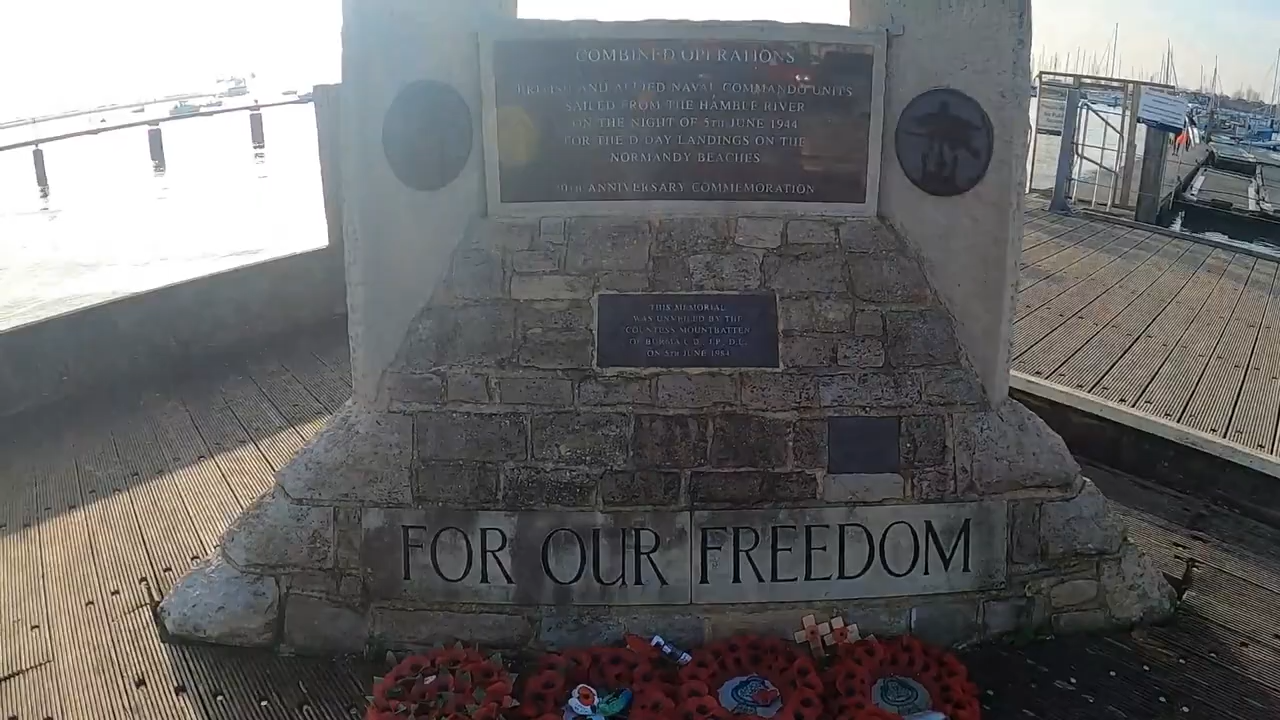 COMBINED OPERATIONS
BRITISH AND ALLIED NAVAL COMMANDO UNITS
SAILED FROM THE HAMBLE RIVER
ON THE NIGHT OF 5TH JUNE 1944
FOR THE D-DAY LANDINGS ON THE
NORMANDY BEACHES
ANNIVERSARY COMMEMORATION
THIS MEMORIAL
WAS UNVEILED BY THE
COUNTESS MOUNTBATTEN
OF BURMA C.D., J.P., D.L.
ON 5TH JUNE 1984
FOR OUR FREEDOM